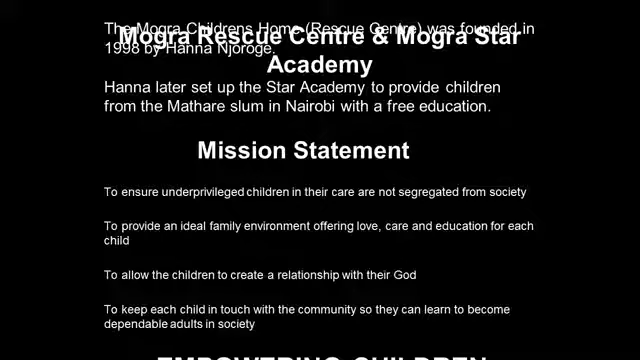 The Mogra Childrens Home (Rescue Centre) was founded in
1998 by Hanna Njoroge.
Mogra Rescue Centre & Mogra Star
Academy
Hanna later set up the Star Academy to provide children
from the Mathare slum in Nairobi with a free education.
Mission Statement
To ensure underprivileged children in their care are not segregated from society
To provide an ideal family environment offering love, care and education for each
child
To allow the children to create a relationship with their God
To keep each child in touch with the community so they can learn to become
dependable adults in society
EMPOWERING CHILDREN